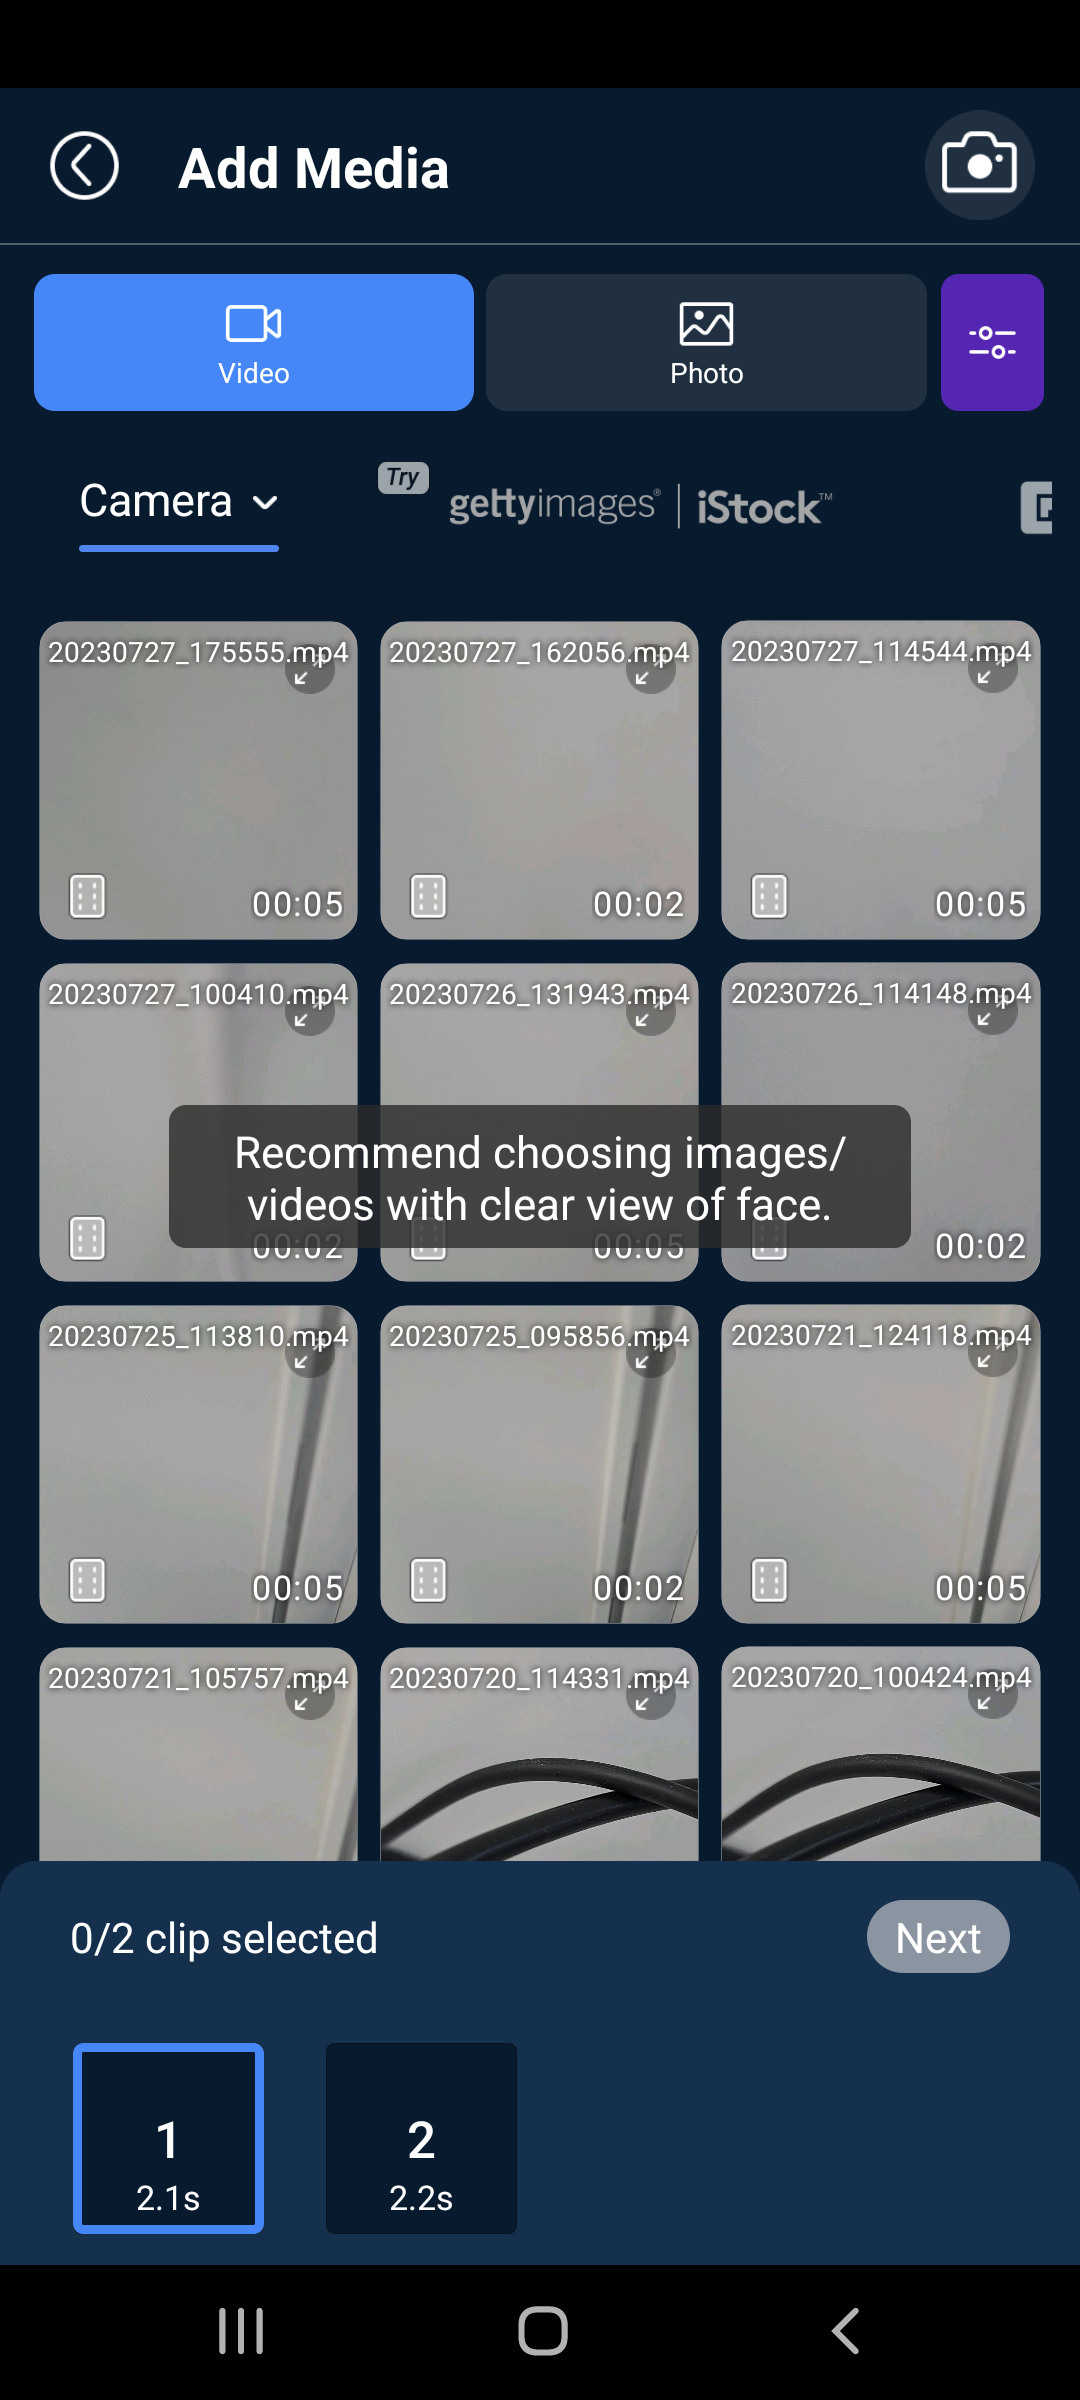 Add Media
Video
Photo
Camera
Try
gettyimages® | iStock™
20230727_175555.mp4
20230727_162056.mp4
20230727_114544.mp4
00:05
00:02
00:05
20230727_100410.mp4
20230726_131943.mp4
20230726_114148.mp4
Recommend choosing images/
videos with clear view of face.
00:02
00:05
00:02
20230725_113810.mp4
20230725_095856.mp4
20230721_124118.mp4
00:05
00:02
00:05
20230721_105757.mp4
20230720_114331.mp4
20230720_100424.mp4
0/2 clip selected
Next
1
2.1s
2
2.2s